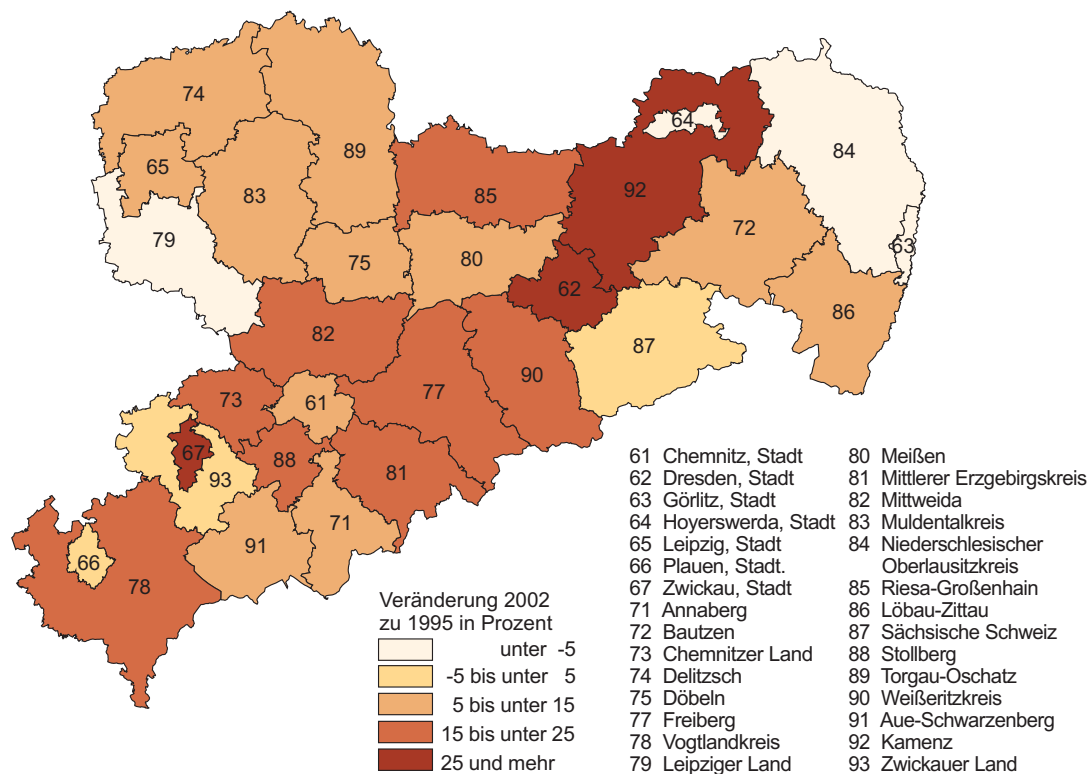 74
64
65
89
84
83
85
92
79
72
63
75
80
62
86
82
87
90
73
61
77
67
88
81
93
71
91
66
78
Veränderung 2002
zu 1995 in Prozent
unter -5
-5 bis unter 5
5 bis unter 15
15 bis unter 25
25 und mehr
61 Chemnitz, Stadt
62 Dresden, Stadt
63 Görlitz, Stadt
64 Hoyerswerda, Stadt
65 Leipzig, Stadt
66 Plauen, Stadt.
67 Zwickau, Stadt
71 Annaberg
72 Bautzen
73 Chemnitzer Land
74 Delitzsch
75 Döbeln
77 Freiberg
78 Vogtlandkreis
79 Leipziger Land
80 Meißen
81 Mittlerer Erzgebirgskreis
82 Mittweida
83 Muldentalkreis
84 Niederschlesischer
Oberlausitzkreis
85 Riesa-Großenhain
86 Löbau-Zittau
87 Sächsische Schweiz
88 Stollberg
89 Torgau-Oschatz
90 Weißeritzkreis
91 Aue-Schwarzenberg
92 Kamenz
93 Zwickauer Land